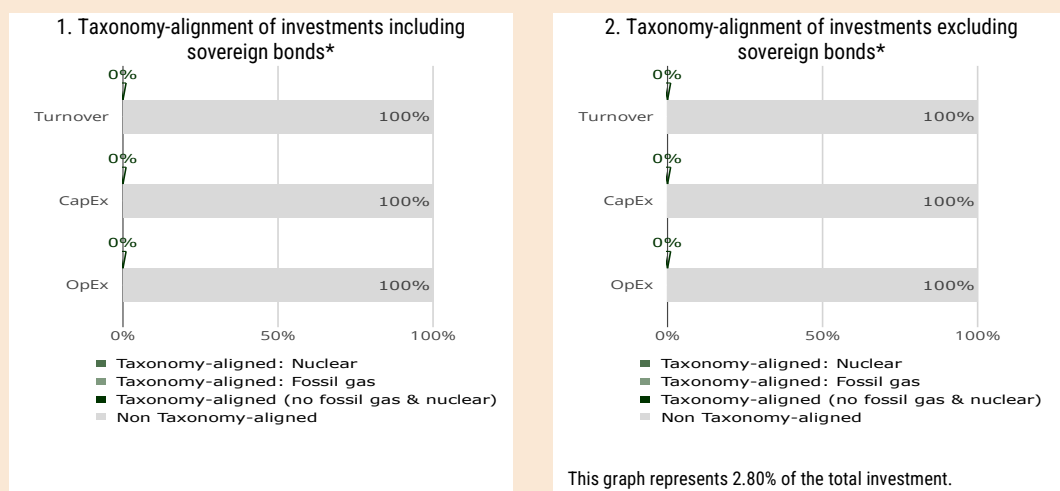 1. Taxonomy-alignment of investments including
sovereign bonds*
0%
Turnover 100%
0%
CapEx 100%
0%
OpEx 100%
0% 50% 100%
Taxonomy-aligned: Nuclear
Taxonomy-aligned: Fossil gas
Taxonomy-aligned (no fossil gas & nuclear)
Non Taxonomy-aligned
2. Taxonomy-alignment of investments excluding
sovereign bonds*
0%
Turnover 100%
0%
CapEx 100%
0%
OpEx 100%
0% 50% 100%
Taxonomy-aligned: Nuclear
Taxonomy-aligned: Fossil gas
Taxonomy-aligned (no fossil gas & nuclear)
Non Taxonomy-aligned
This graph represents 2.80% of the total investment.